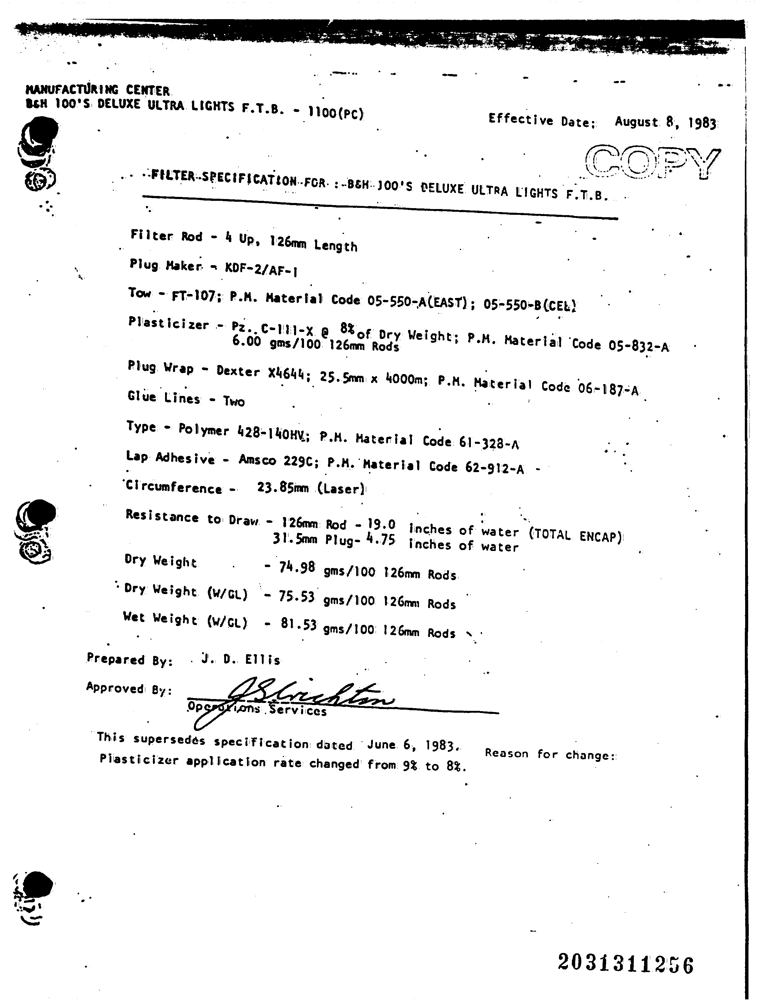 MANUFACTURING CENTER
B&H 100'S DELUXE ULTRA LIGHTS F.T.B. - 1100(PC)
Effective Date: August 8, 1983
COPY
FILTER SPECIFICATION FOR : B&H 100'S DELUXE ULTRA LIGHTS F.T.B.
Filter Rod - 4 Up, 126mm Length
Plug Maker - KDF-2/AF-1
Tow - FT-107; P.M. Material Code 05-550-A(EAST); 05-550-B(CEL)
Plasticizer - Pz. C-111-X @ 8% of Dry Weight; P.M. Material Code 05-832-A
6.00 gms/100 126mm Rods
Plug Wrap - Dexter X4644; 25.5mm x 4000m; P.M. Material Code 06-187-A
Glue Lines - Two
Type - Polymer 428-140HV; P.M. Material Code 61-328-A
Lap Adhesive - Amsco 229C; P.M. Material Code 62-912-A
Circumference - 23.85mm (Laser)
Resistance to Draw - 126mm Rod - 19.0 inches of water (TOTAL ENCAP)
31.5mm Plug- 4.75 inches of water
Dry Weight - 74.98 gms/100 126mm Rods
Dry Weight (W/GL) - 75.53 gms/100 126mm Rods
Wet Weight (W/GL) - 81.53 gms/100 126mm Rods
Prepared By: J. D. Ellis
Approved By:
Operations Services
This supersedes specification dated June 6, 1983. Reason for change:
Plasticizer application rate changed from 9% to 8%.
2031311256